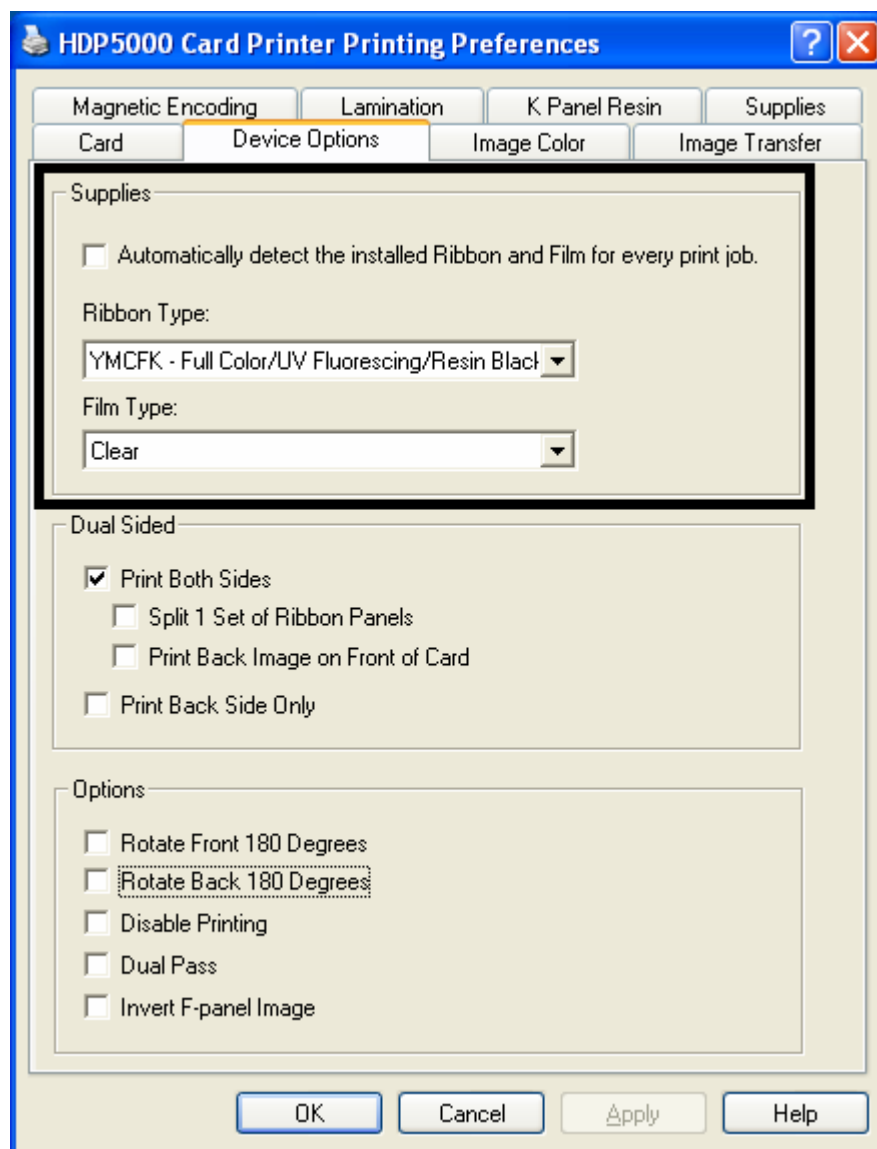 HDP5000 Card Printer Printing Preferences
Magnetic Encoding Lamination K Panel Resin Supplies
Card Device Options Image Color Image Transfer
Supplies
Automatically detect the installed Ribbon and Film for every print job.
Ribbon Type:
YMCFK - Full Color/UV Fluorescing/Resin Black
Film Type:
Clear
Dual Sided
Print Both Sides
Split 1 Set of Ribbon Panels
Print Back Image on Front of Card
Print Back Side Only
Options
Rotate Front 180 Degrees
Rotate Back 180 Degrees
Disable Printing
Dual Pass
Invert F-panel Image
OK Cancel Apply Help